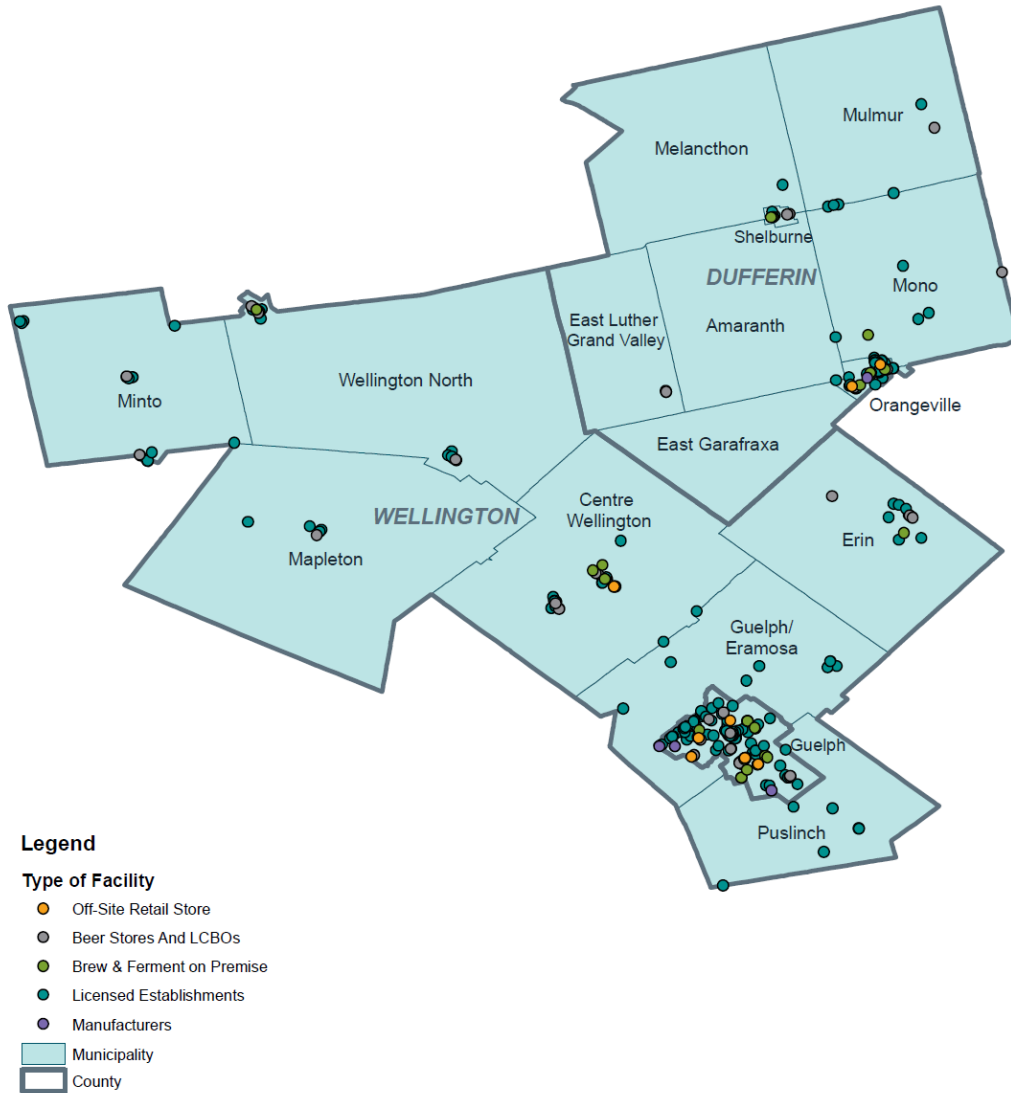 Mulmur
Melancthon
Shelburne
DUFFERIN
Mono
East Luther
Grand Valley
Amaranth
Wellington North
Minto
Orangeville
East Garafraxa
Centre
Wellington
WELLINGTON
Erin
Mapleton
Guelph/
Eramosa
Guelph
Puslinch
Legend
Type of Facility
Off-Site Retail Store
Beer Stores And LCBOs
Brew & Ferment on Premise
Licensed Establishments
Manufacturers
Municipality
County